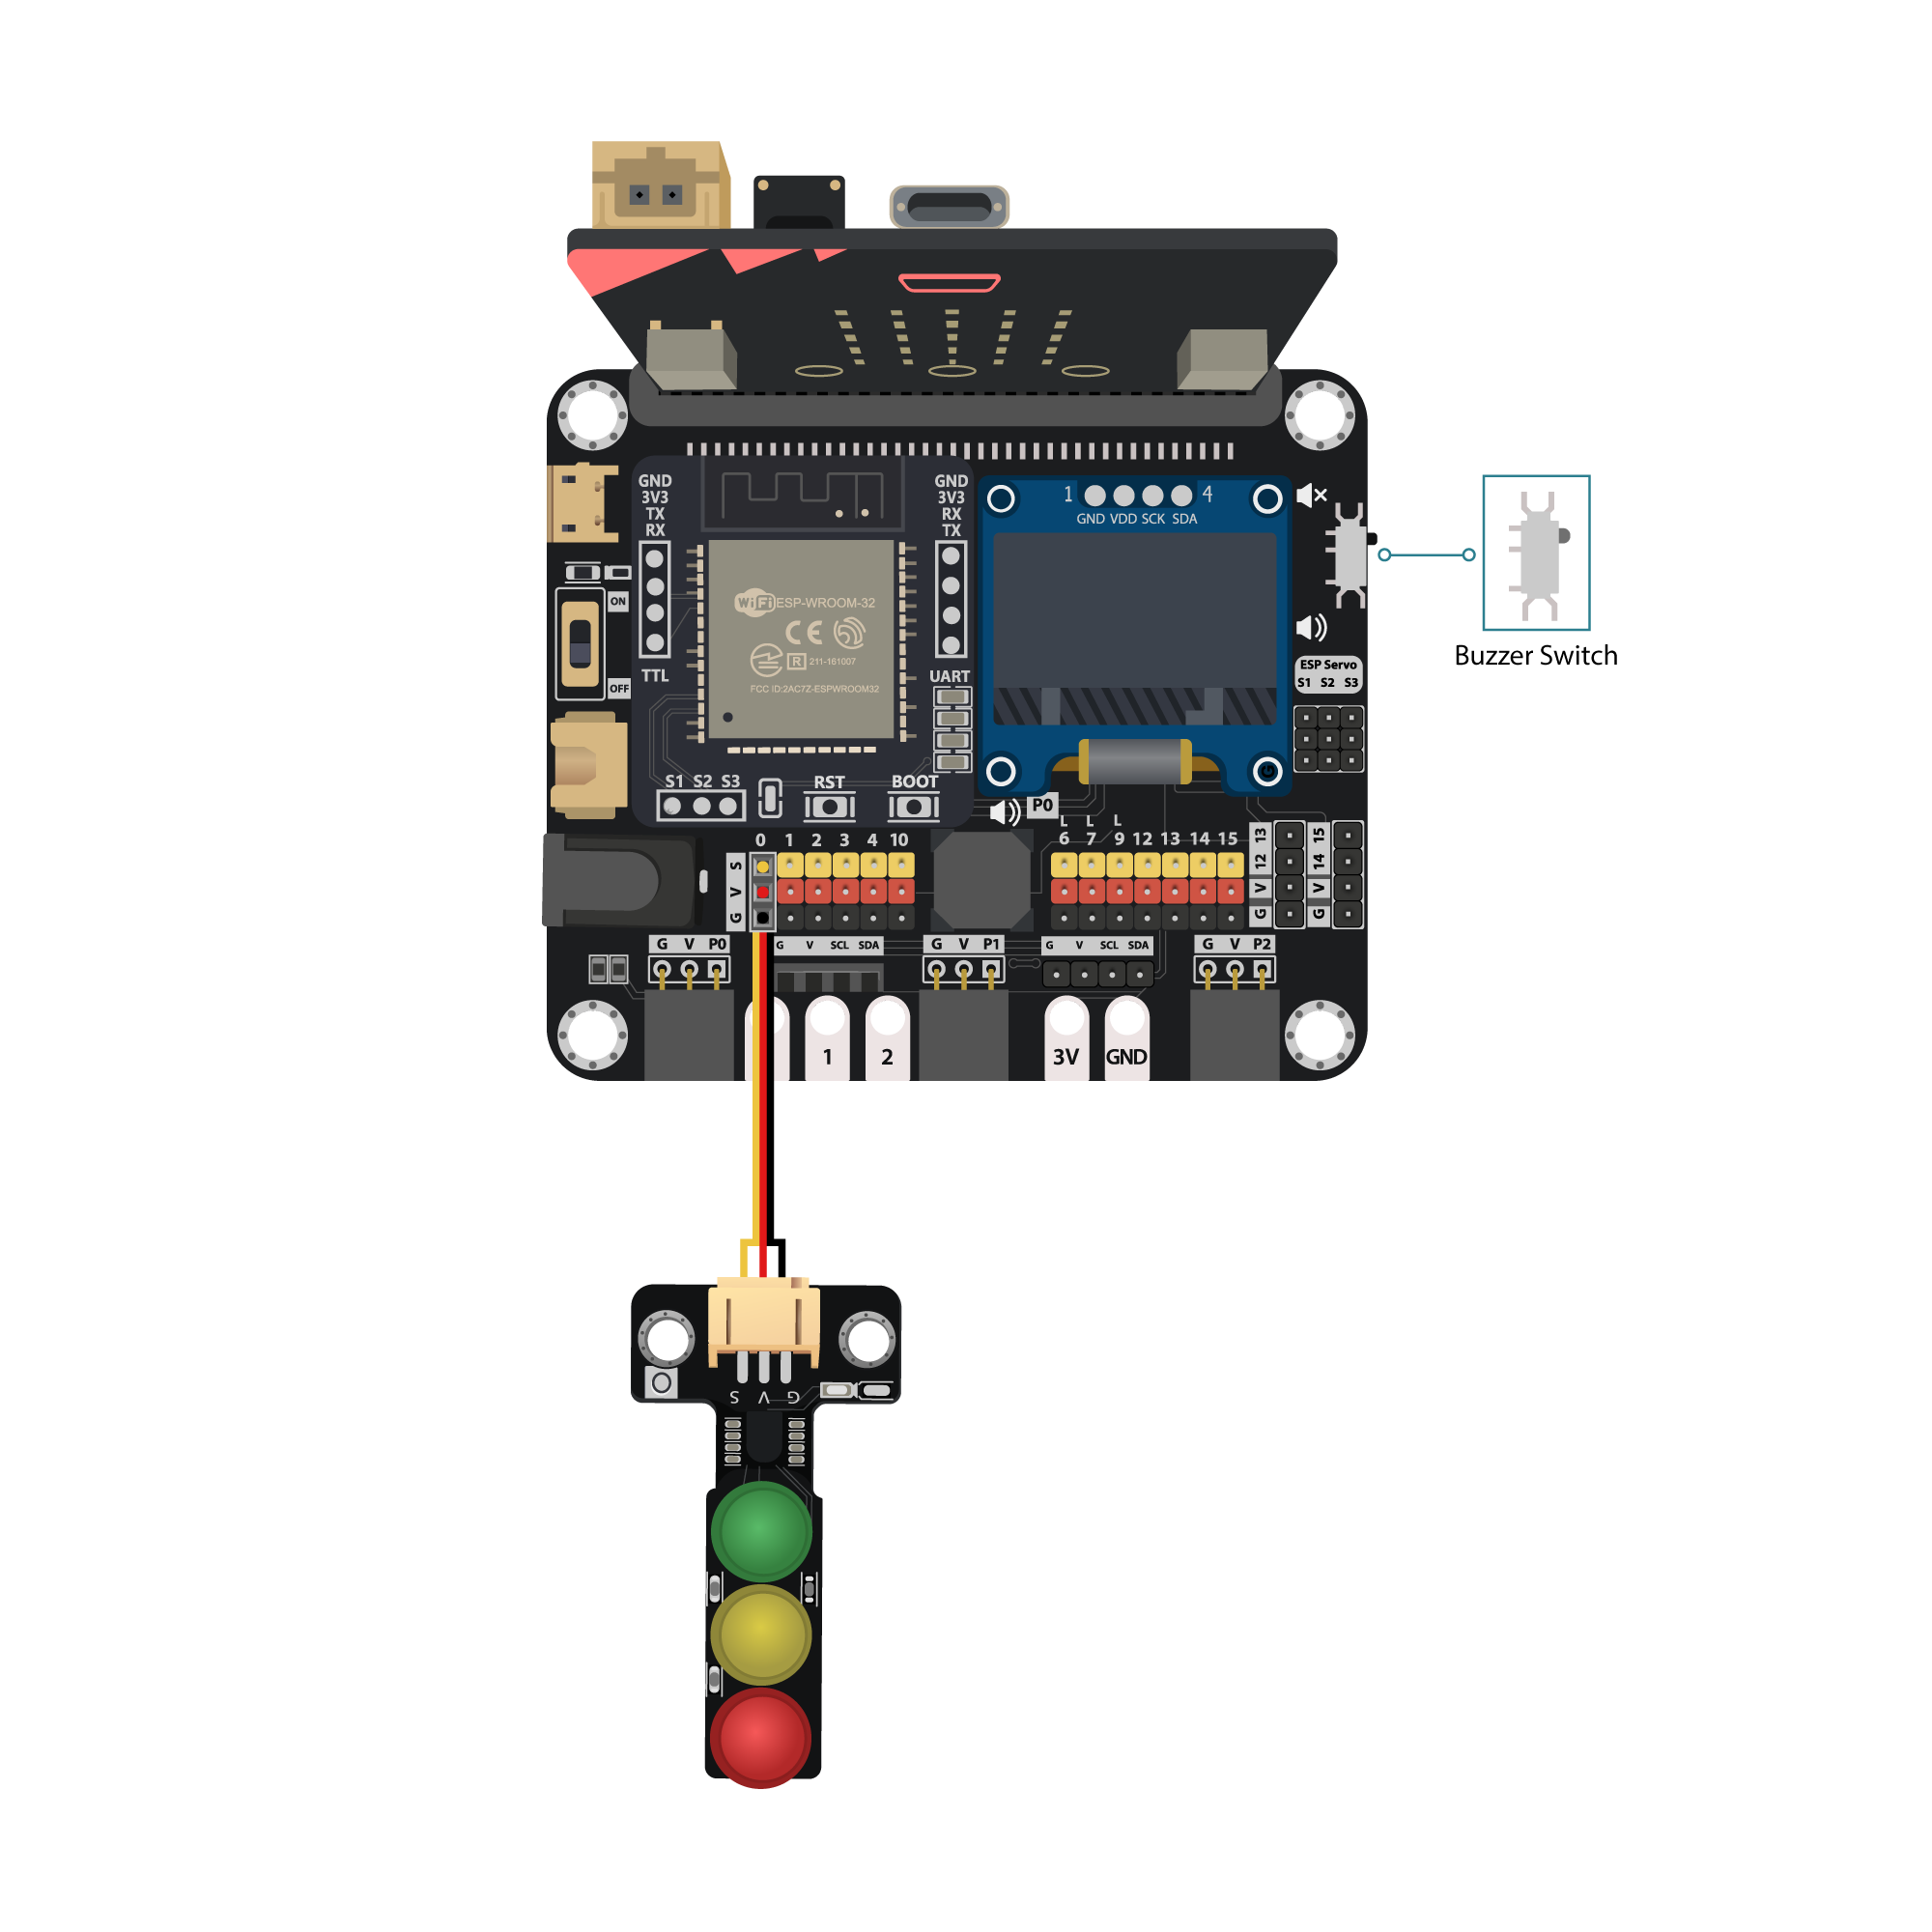 GND
3V3
TX
RX
TTL
ON
OFF
WiFi ESP-WROOM-32
CE
R 211-161007
FCC ID:2AC7Z-ESPWROOM32
GND
3V3
RX
TX
UART
1 4
GND VDD SCK SDA
Buzzer Switch
ESP Servo
S1 S2 S3
S1 S2 S3
RST
BOOT
P0
L L L
0 1 2 3 4 10
6 7 9 12 13 14 15
S
V
G
13
12
V
G
15
14
V
G
G V P0
G V SCL SDA
G V P1
G V SCL SDA
G V P2
1
2
3V
GND
S V G